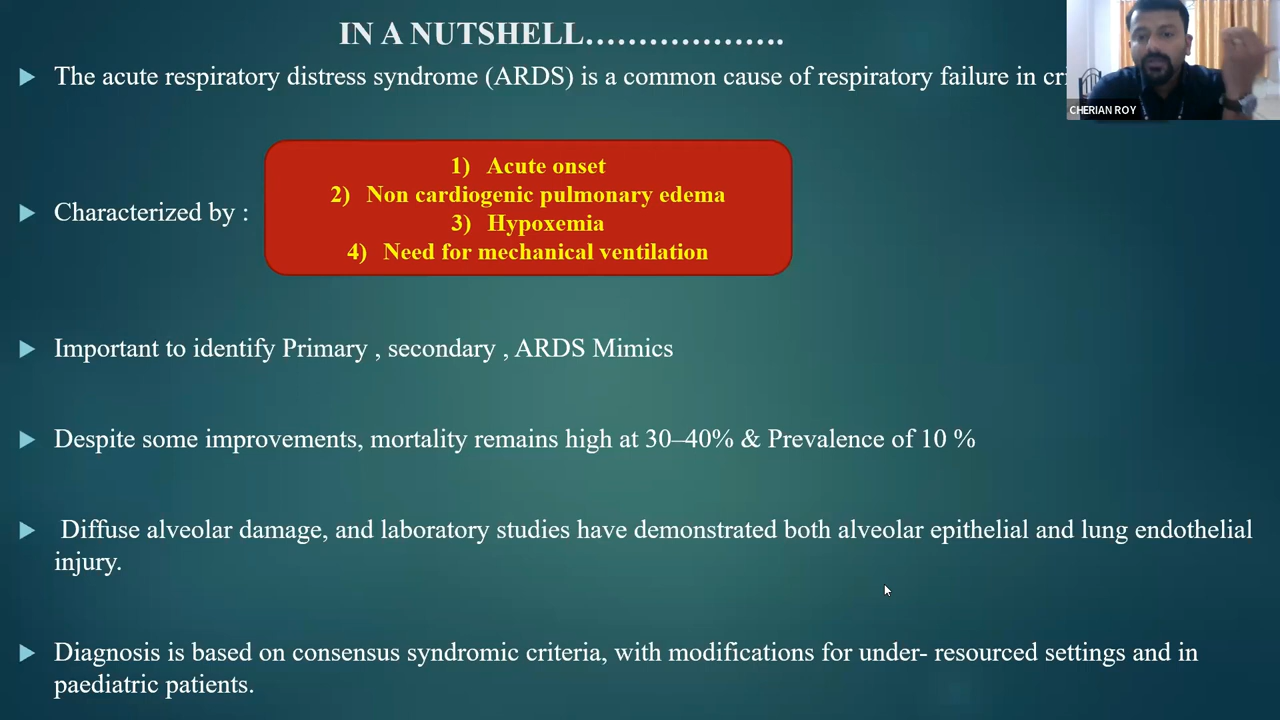 IN A NUTSHELL………………….
The acute respiratory distress syndrome (ARDS) is a common cause of respiratory failure in
CHERIAN ROY
1) Acute onset
2) Non cardiogenic pulmonary edema
3) Hypoxemia
4) Need for mechanical ventilation
Characterized by :
Important to identify Primary , secondary , ARDS Mimics
Despite some improvements, mortality remains high at 30–40% & Prevalence of 10 %
Diffuse alveolar damage, and laboratory studies have demonstrated both alveolar epithelial and lung endothelial
injury.
Diagnosis is based on consensus syndromic criteria, with modifications for under- resourced settings and in
paediatric patients.